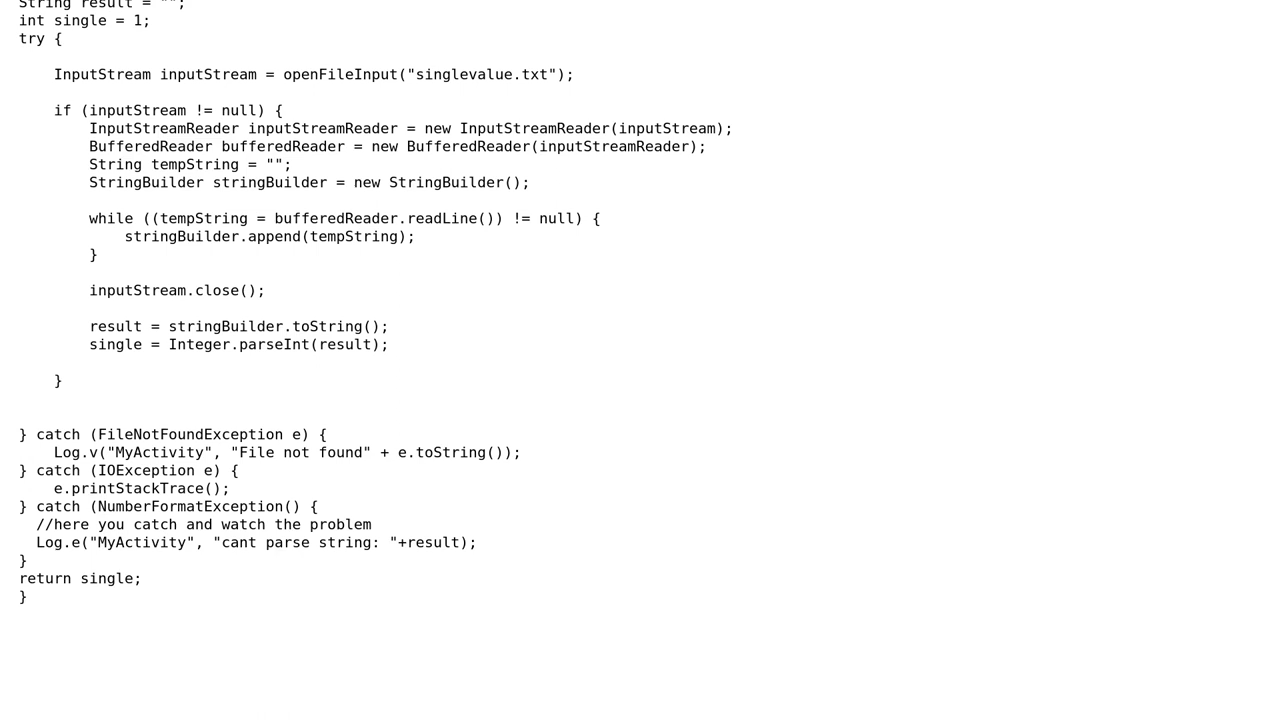 String result = "";
int single = 1;
try {
InputStream inputStream = openFileInput("singlevalue.txt");
if (inputStream != null) {
InputStreamReader inputStreamReader = new InputStreamReader(inputStream);
BufferedReader bufferedReader = new BufferedReader(inputStreamReader);
String tempString = "";
StringBuilder stringBuilder = new StringBuilder();
while ((tempString = bufferedReader.readLine()) != null) {
stringBuilder.append(tempString);
}
inputStream.close();
result = stringBuilder.toString();
single = Integer.parseInt(result);
}
} catch (FileNotFoundException e) {
Log.v("MyActivity", "File not found" + e.toString());
} catch (IOException e) {
e.printStackTrace();
} catch (NumberFormatException() {
//here you catch and watch the problem
Log.e("MyActivity", "cant parse string: "+result);
}
return single;
}